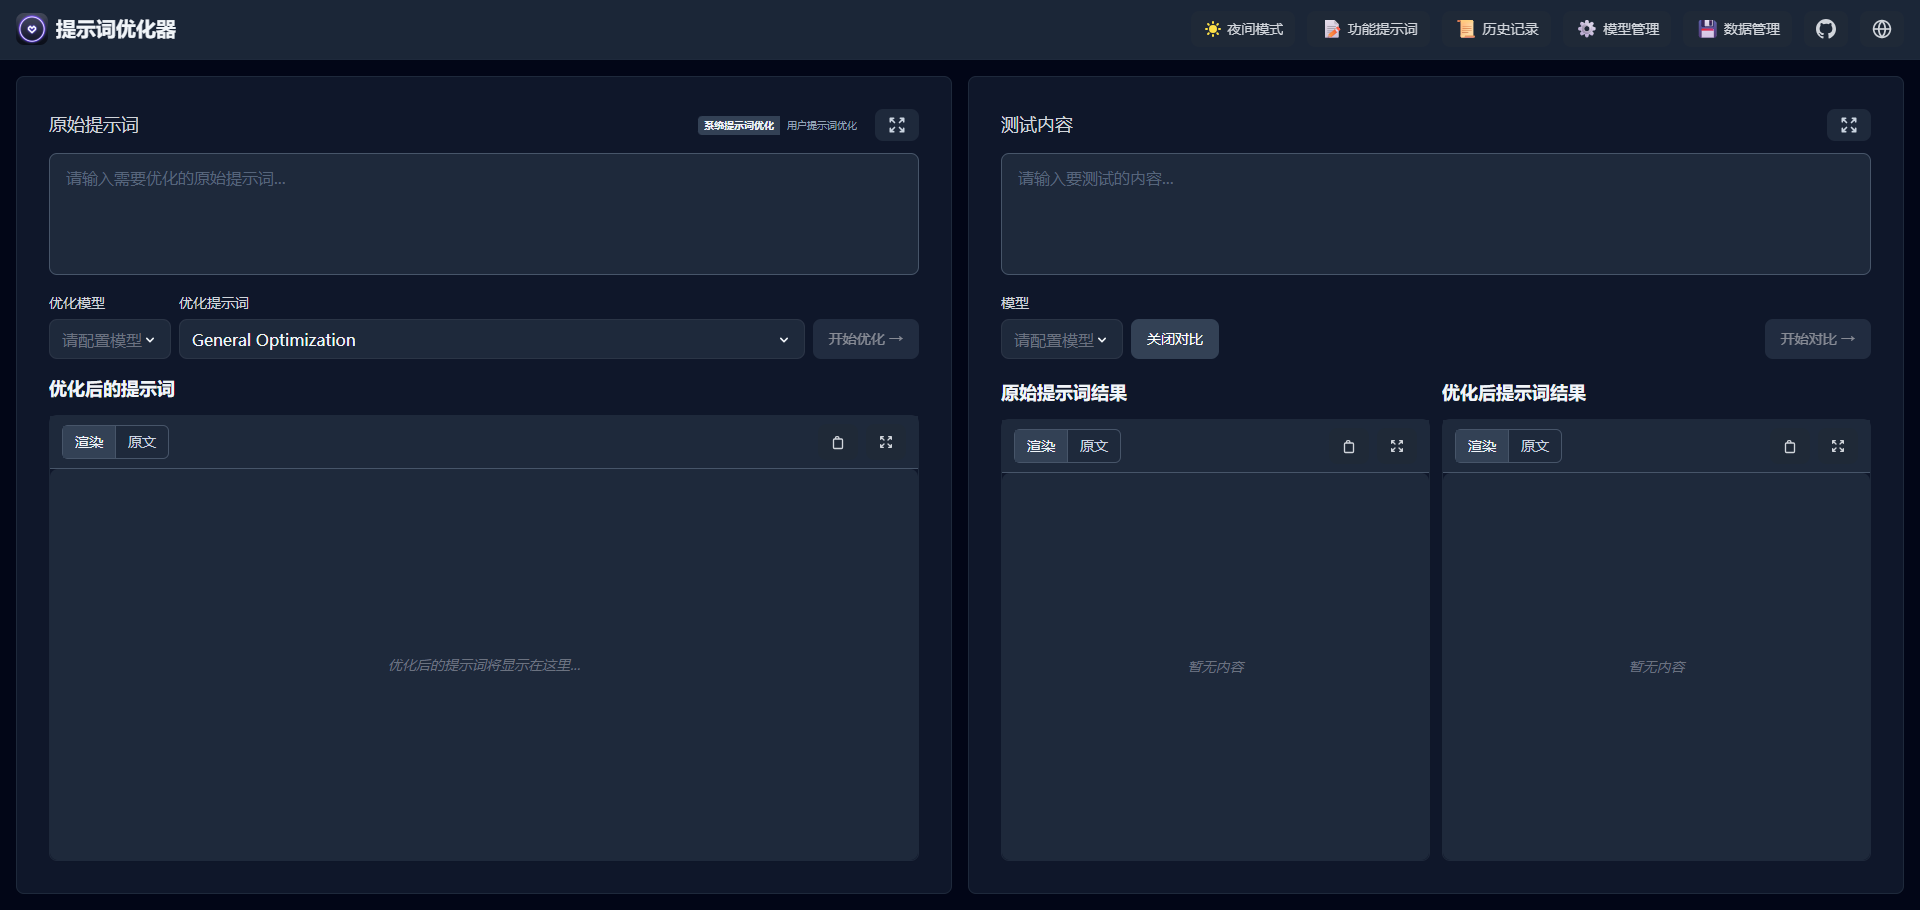 提示词优化器
夜间模式
功能提示词
历史记录
模型管理
数据管理
原始提示词
系统提示词优化
用户提示词优化
请输入需要优化的原始提示词...
优化模型
优化提示词
请配置模型
General Optimization
开始优化 →
优化后的提示词
渲染
原文
优化后的提示词将显示在这里...
测试内容
请输入要测试的内容...
模型
请配置模型
关闭对比
开始对比 →
原始提示词结果
渲染
原文
暂无内容
优化后提示词结果
渲染
原文
暂无内容